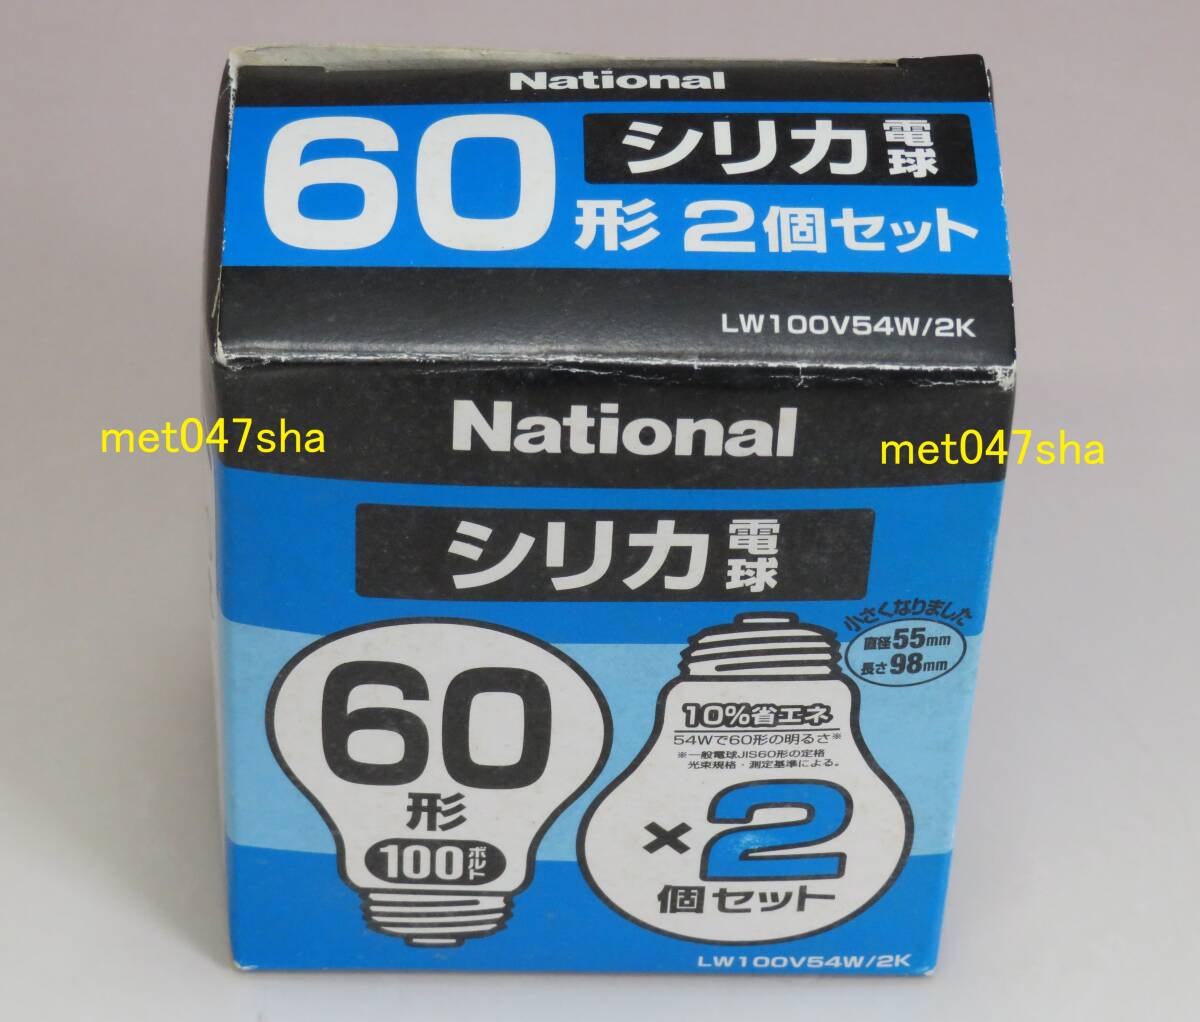 National
60形 シリカ電球
2個セット
LW100V54W/2K
National
met047sha
met047sha
シリカ電球
小さくなりました
直径55mm
長さ98mm
60
形
100ボルト
10%省エネ
54Wで60形の明るさ※
※一般電球JIS60形の定格
光束規格・測定基準による。
×2
個セット
LW100V54W/2K